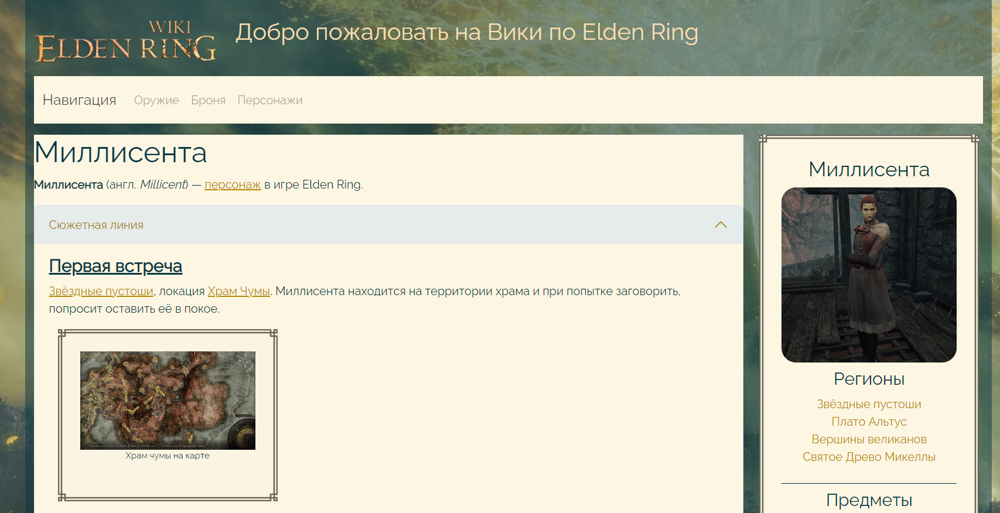 WIKI
ELDEN RING
Добро пожаловать на Вики по Elden Ring
Навигация Оружие Броня Персонажи
Миллисента
Миллисента (англ. Millicent) — персонаж в игре Elden Ring.
Сюжетная линия
Первая встреча
Звёздные пустоши, локация Храм Чумы. Миллисента находится на территории храма и при попытке заговорить,
попросит оставить её в покое.
Храм чумы на карте
Миллисента
Регионы
Звёздные пустоши
Плато Альтус
Вершины великанов
Святое Древо Микеллы
Предметы